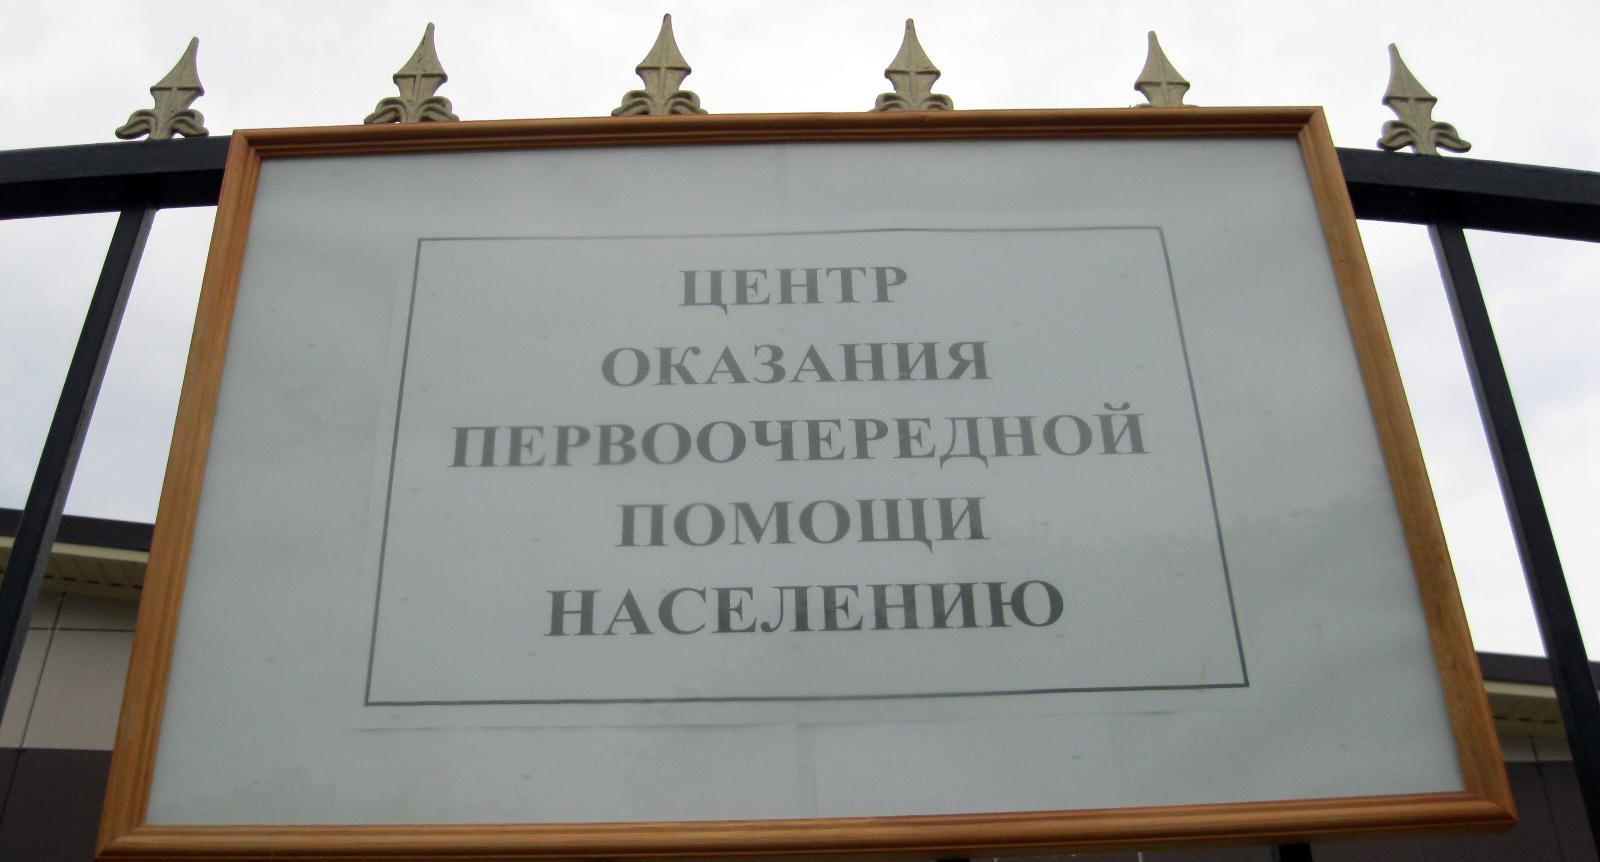 ЦЕНТР
ОКАЗАНИЯ
ПЕРВООЧЕРЕДНОЙ
ПОМОЩИ
НАСЕЛЕНИЮ